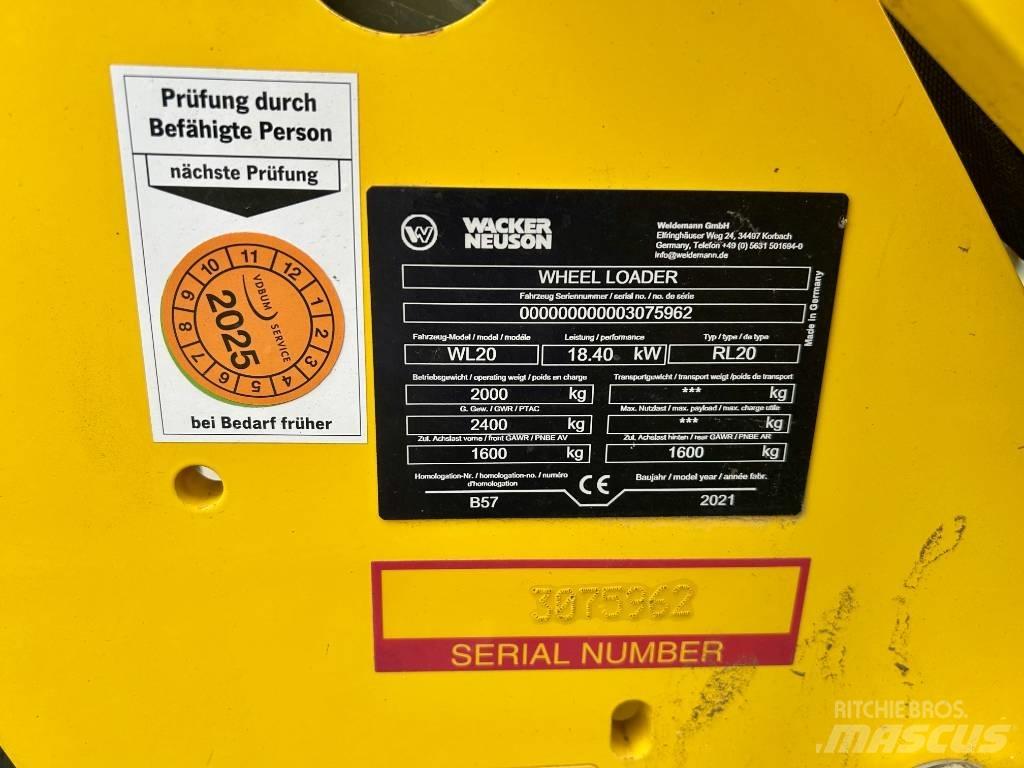 Prüfung durch
Befähigte Person
nächste Prüfung
10 11 12 1 2 3 4 5 6 7 8 9
VDBUM SERVICE
2025
bei Bedarf früher
W
WACKER
NEUSON
Weidemann GmbH
Elfringhäuser Weg 24, 34497 Korbach
Germany, Telefon +49 (0) 5631 501694-0
info@weidemann.de
WHEEL LOADER
Fahrzeug Seriennummer / serial no. / no. de série
000000000003075962
Made in Germany
Fahrzeug-Model / model / modéle Leistung / performance Typ / type / de type
WL20 18.40 kW RL20
Betriebsgewicht / operating weigt / poids en charge Transportgewicht / transport weigt /poids de transport
2000 kg *** kg
G. Gew. / GWR / PTAC Max. Nutzlast / max. payload / max. charge utile
2400 kg *** kg
Zul. Achslast vorne / front GAWR / PNBE AV Zul. Achslast hinten / rear GAWR / PNBE AR
1600 kg 1600 kg
Homologation-Nr. / homologation-no. / numéro
d'homologation
CE
Baujahr / model year / année fabr.
B57 2021
3075962
SERIAL NUMBER
RITCHIE BROS.
MASCUS